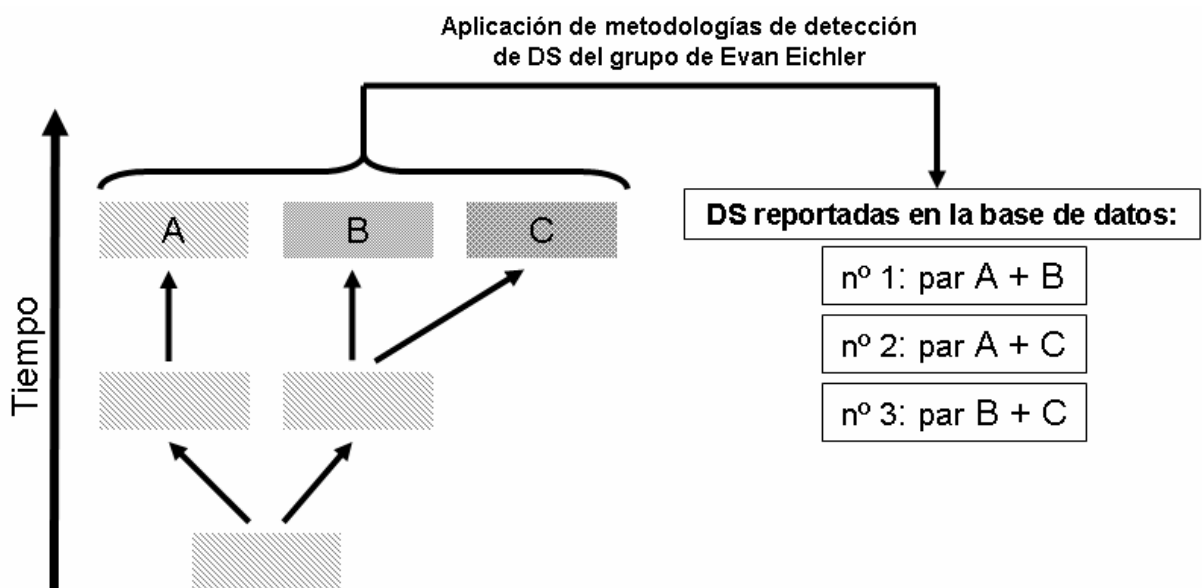 Aplicación de metodologías de detección
de DS del grupo de Evan Eichler
Tiempo
A
B
C
DS reportadas en la base de datos:
nº 1: par A + B
nº 2: par A + C
nº 3: par B + C